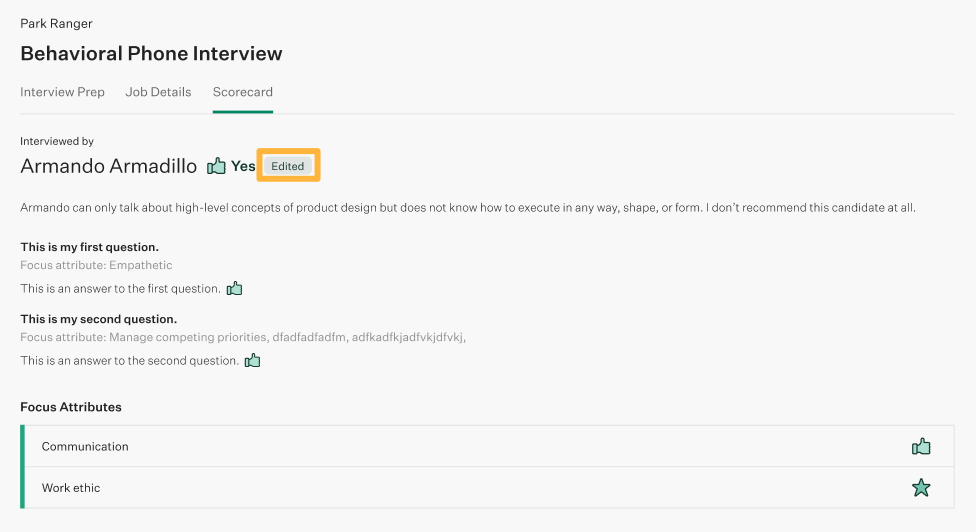 Park Ranger
Behavioral Phone Interview
Interview Prep Job Details Scorecard
Interviewed by
Armando Armadillo Yes Edited
Armando can only talk about high-level concepts of product design but does not know how to execute in any way, shape, or form. I don't recommend this candidate at all.
This is my first question.
Focus attribute: Empathetic
This is an answer to the first question.
This is my second question.
Focus attribute: Manage competing priorities, dfadfadfadfm, adfkadfkjadfvkjdfvkj,
This is an answer to the second question.
Focus Attributes
Communication
Work ethic